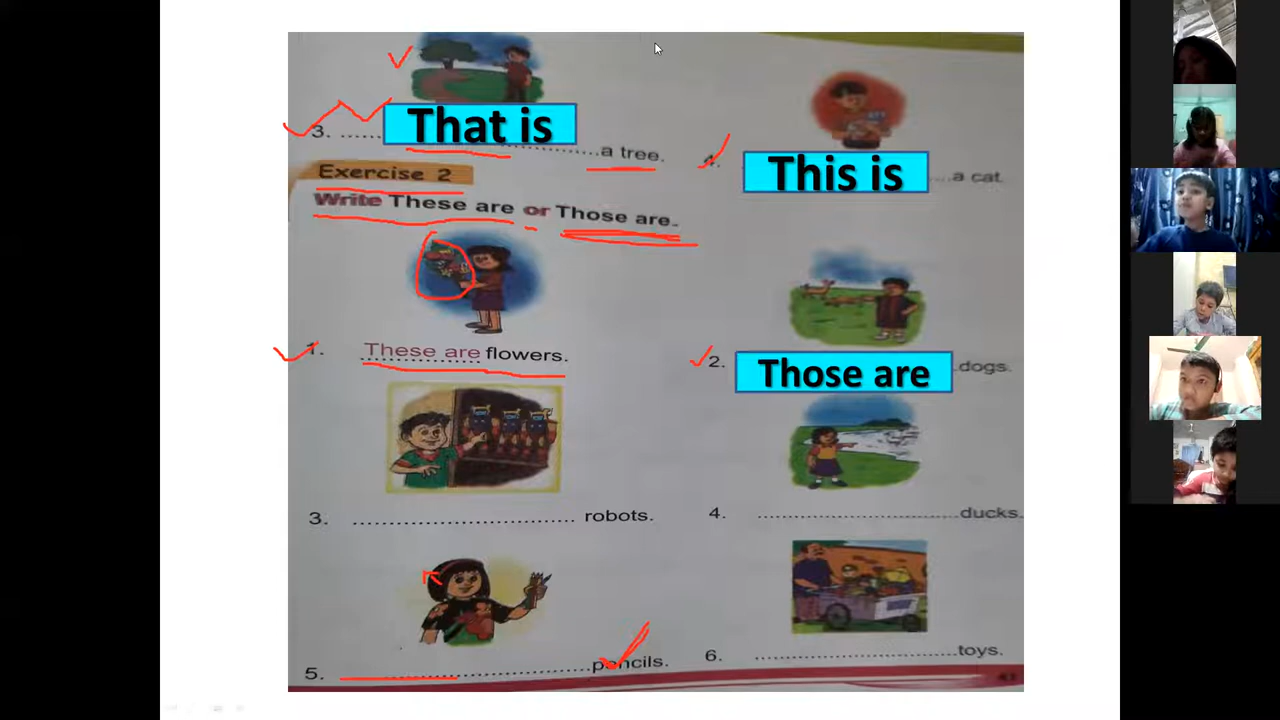 3. ...... That is ............a tree.
4. This is ....a cat.
Exercise 2
Write These are or Those are.
1. These are flowers.
2. Those are .dogs.
3. .................................. robots.
4. ..................................ducks.
5. ..................................pencils.
6. ..................................toys.